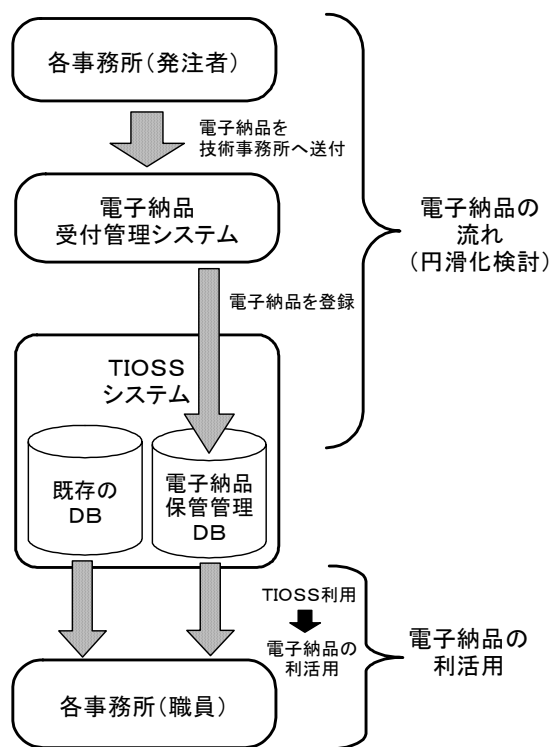 各事務所(発注者)
電子納品を
技術事務所へ送付
電子納品
受付管理システム
電子納品の
流れ
(円滑化検討)
電子納品を登録
TIOSS
システム
既存の
DB
電子納品
保管管理
DB
TIOSS利用
電子納品の
利活用
電子納品の
利活用
各事務所(職員)